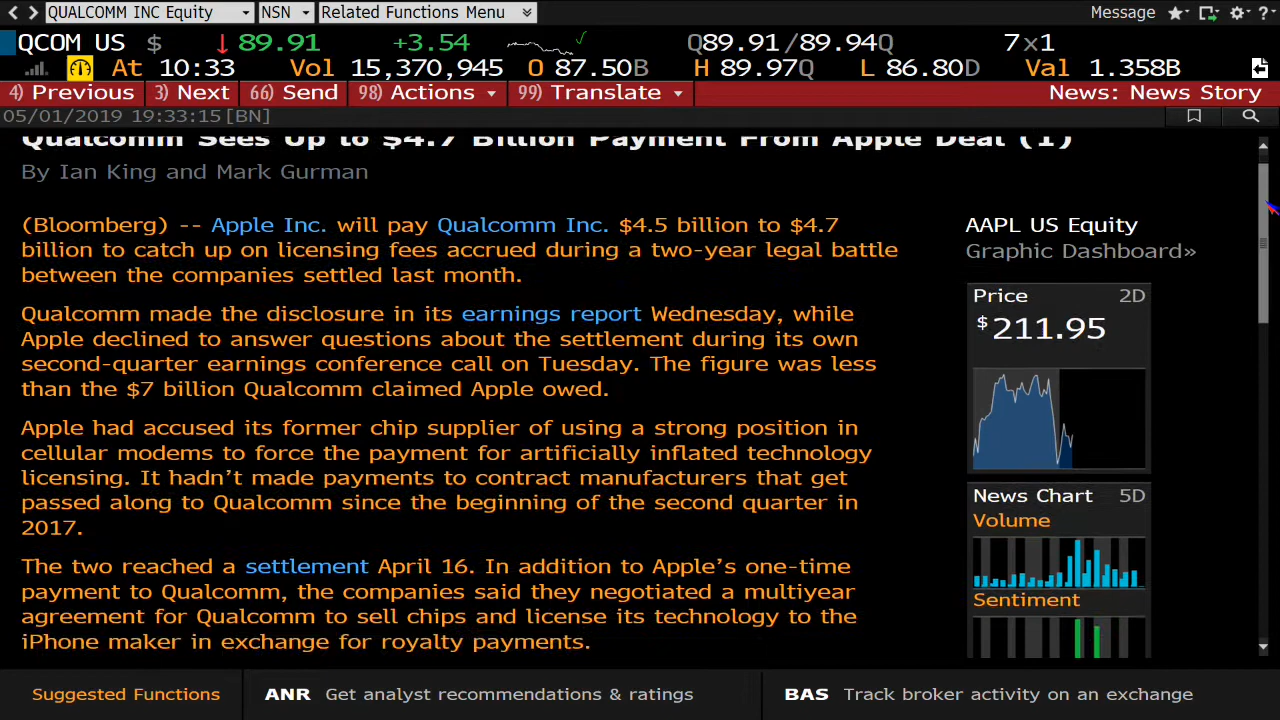 QUALCOMM INC Equity NSN Related Functions Menu Message
QCOM US $ ↓ 89.91 +3.54 Q89.91/89.94Q 7x1
At 10:33 Vol 15,370,945 O 87.50B H 89.97Q L 86.80D Val 1.358B
4) Previous 3) Next 66) Send 98) Actions 99) Translate News: News Story
05/01/2019 19:33:15 [BN]
Qualcomm Sees Up to $4.7 Billion Payment From Apple Deal (1)
By Ian King and Mark Gurman
(Bloomberg) -- Apple Inc. will pay Qualcomm Inc. $4.5 billion to $4.7
billion to catch up on licensing fees accrued during a two-year legal battle
between the companies settled last month.
Qualcomm made the disclosure in its earnings report Wednesday, while
Apple declined to answer questions about the settlement during its own
second-quarter earnings conference call on Tuesday. The figure was less
than the $7 billion Qualcomm claimed Apple owed.
Apple had accused its former chip supplier of using a strong position in
cellular modems to force the payment for artificially inflated technology
licensing. It hadn't made payments to contract manufacturers that get
passed along to Qualcomm since the beginning of the second quarter in
2017.
The two reached a settlement April 16. In addition to Apple's one-time
payment to Qualcomm, the companies said they negotiated a multiyear
agreement for Qualcomm to sell chips and license its technology to the
iPhone maker in exchange for royalty payments.
AAPL US Equity
Graphic Dashboard»
Price 2D
$211.95
News Chart 5D
Volume
Sentiment
Suggested Functions ANR Get analyst recommendations & ratings BAS Track broker activity on an exchange